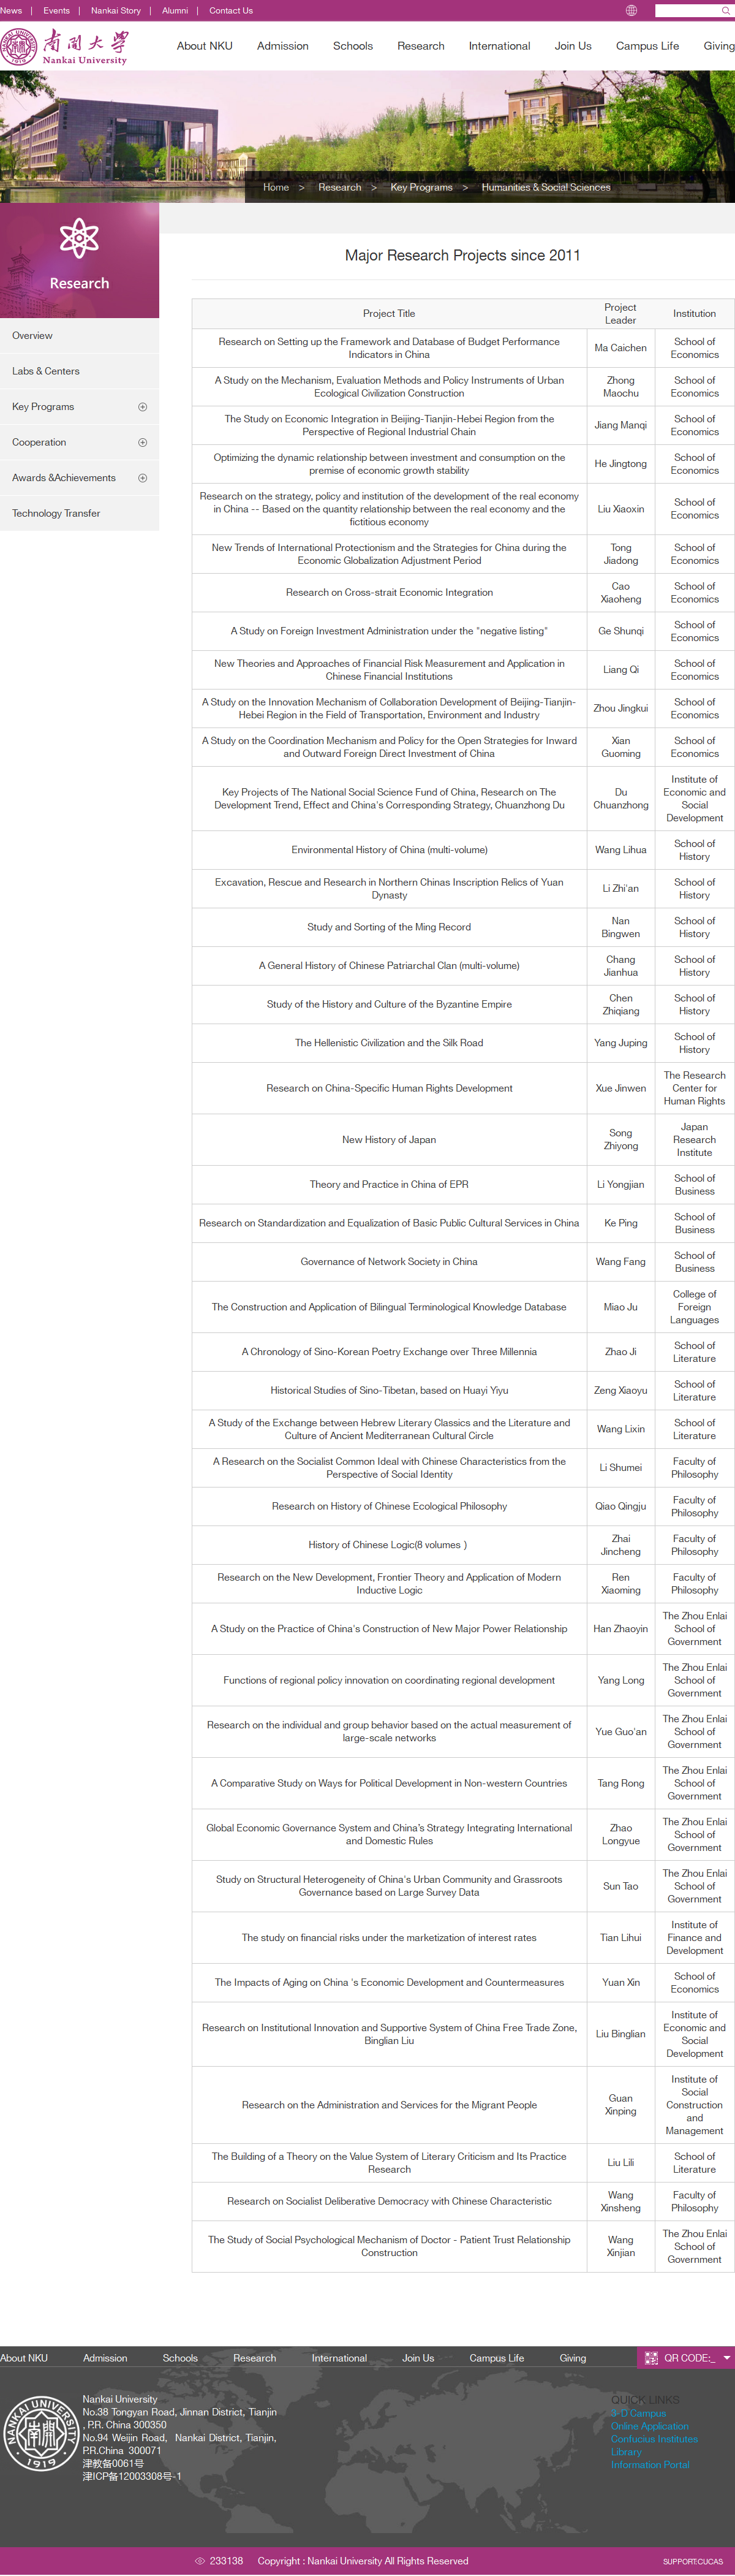 News | Events | Nankai Story | Alumni | Contact Us
南開大學
Nankai University
About NKU Admission Schools Research International Join Us Campus Life Giving
Home > Research > Key Programs > Humanities & Social Sciences
Research
Overview
Labs & Centers
Key Programs
Cooperation
Awards &Achievements
Technology Transfer
Major Research Projects since 2011
Project Title
Project
Leader
Institution
Research on Setting up the Framework and Database of Budget Performance
Indicators in China
Ma Caichen
School of
Economics
A Study on the Mechanism, Evaluation Methods and Policy Instruments of Urban
Ecological Civilization Construction
Zhong
Maochu
School of
Economics
The Study on Economic Integration in Beijing-Tianjin-Hebei Region from the
Perspective of Regional Industrial Chain
Jiang Manqi
School of
Economics
Optimizing the dynamic relationship between investment and consumption on the
premise of economic growth stability
He Jingtong
School of
Economics
Research on the strategy, policy and institution of the development of the real economy
in China -- Based on the quantity relationship between the real economy and the
fictitious economy
Liu Xiaoxin
School of
Economics
New Trends of International Protectionism and the Strategies for China during the
Economic Globalization Adjustment Period
Tong
Jiadong
School of
Economics
Research on Cross-strait Economic Integration
Cao
Xiaoheng
School of
Economics
A Study on Foreign Investment Administration under the "negative listing"
Ge Shunqi
School of
Economics
New Theories and Approaches of Financial Risk Measurement and Application in
Chinese Financial Institutions
Liang Qi
School of
Economics
A Study on the Innovation Mechanism of Collaboration Development of Beijing-Tianjin-
Hebei Region in the Field of Transportation, Environment and Industry
Zhou Jingkui
School of
Economics
A Study on the Coordination Mechanism and Policy for the Open Strategies for Inward
and Outward Foreign Direct Investment of China
Xian
Guoming
School of
Economics
Key Projects of The National Social Science Fund of China, Research on The
Development Trend, Effect and China's Corresponding Strategy, Chuanzhong Du
Du
Chuanzhong
Institute of
Economic and
Social
Development
Environmental History of China (multi-volume)
Wang Lihua
School of
History
Excavation, Rescue and Research in Northern Chinas Inscription Relics of Yuan
Dynasty
Li Zhi'an
School of
History
Study and Sorting of the Ming Record
Nan
Bingwen
School of
History
A General History of Chinese Patriarchal Clan (multi-volume)
Chang
Jianhua
School of
History
Study of the History and Culture of the Byzantine Empire
Chen
Zhiqiang
School of
History
The Hellenistic Civilization and the Silk Road
Yang Juping
School of
History
Research on China-Specific Human Rights Development
Xue Jinwen
The Research
Center for
Human Rights
New History of Japan
Song
Zhiyong
Japan
Research
Institute
Theory and Practice in China of EPR
Li Yongjian
School of
Business
Research on Standardization and Equalization of Basic Public Cultural Services in China
Ke Ping
School of
Business
Governance of Network Society in China
Wang Fang
School of
Business
The Construction and Application of Bilingual Terminological Knowledge Database
Miao Ju
College of
Foreign
Languages
A Chronology of Sino-Korean Poetry Exchange over Three Millennia
Zhao Ji
School of
Literature
Historical Studies of Sino-Tibetan, based on Huayi Yiyu
Zeng Xiaoyu
School of
Literature
A Study of the Exchange between Hebrew Literary Classics and the Literature and
Culture of Ancient Mediterranean Cultural Circle
Wang Lixin
School of
Literature
A Research on the Socialist Common Ideal with Chinese Characteristics from the
Perspective of Social Identity
Li Shumei
Faculty of
Philosophy
Research on History of Chinese Ecological Philosophy
Qiao Qingju
Faculty of
Philosophy
History of Chinese Logic(8 volumes )
Zhai
Jincheng
Faculty of
Philosophy
Research on the New Development, Frontier Theory and Application of Modern
Inductive Logic
Ren
Xiaoming
Faculty of
Philosophy
A Study on the Practice of China's Construction of New Major Power Relationship
Han Zhaoyin
The Zhou Enlai
School of
Government
Functions of regional policy innovation on coordinating regional development
Yang Long
The Zhou Enlai
School of
Government
Research on the individual and group behavior based on the actual measurement of
large-scale networks
Yue Guo'an
The Zhou Enlai
School of
Government
A Comparative Study on Ways for Political Development in Non-western Countries
Tang Rong
The Zhou Enlai
School of
Government
Global Economic Governance System and China's Strategy Integrating International
and Domestic Rules
Zhao
Longyue
The Zhou Enlai
School of
Government
Study on Structural Heterogeneity of China's Urban Community and Grassroots
Governance based on Large Survey Data
Sun Tao
The Zhou Enlai
School of
Government
The study on financial risks under the marketization of interest rates
Tian Lihui
Institute of
Finance and
Development
The Impacts of Aging on China 's Economic Development and Countermeasures
Yuan Xin
School of
Economics
Research on Institutional Innovation and Supportive System of China Free Trade Zone,
Binglian Liu
Liu Binglian
Institute of
Economic and
Social
Development
Research on the Administration and Services for the Migrant People
Guan
Xinping
Institute of
Social
Construction
and
Management
The Building of a Theory on the Value System of Literary Criticism and Its Practice
Research
Liu Lili
School of
Literature
Research on Socialist Deliberative Democracy with Chinese Characteristic
Wang
Xinsheng
Faculty of
Philosophy
The Study of Social Psychological Mechanism of Doctor - Patient Trust Relationship
Construction
Wang
Xinjian
The Zhou Enlai
School of
Government
About NKU Admission Schools Research International Join Us Campus Life Giving
QR CODE:_
NANKAI UNIVERSITY
1919
Nankai University
No.38 Tongyan Road, Jinnan District, Tianjin
, P.R. China 300350
No.94 Weijin Road, Nankai District, Tianjin,
P.R.China 300071
津教备0061号
津ICP备12003308号-1
QUICK LINKS
3-D Campus
Online Application
Confucius Institutes
Library
Information Portal
233138 Copyright : Nankai University All Rights Reserved
SUPPORT:CUCAS